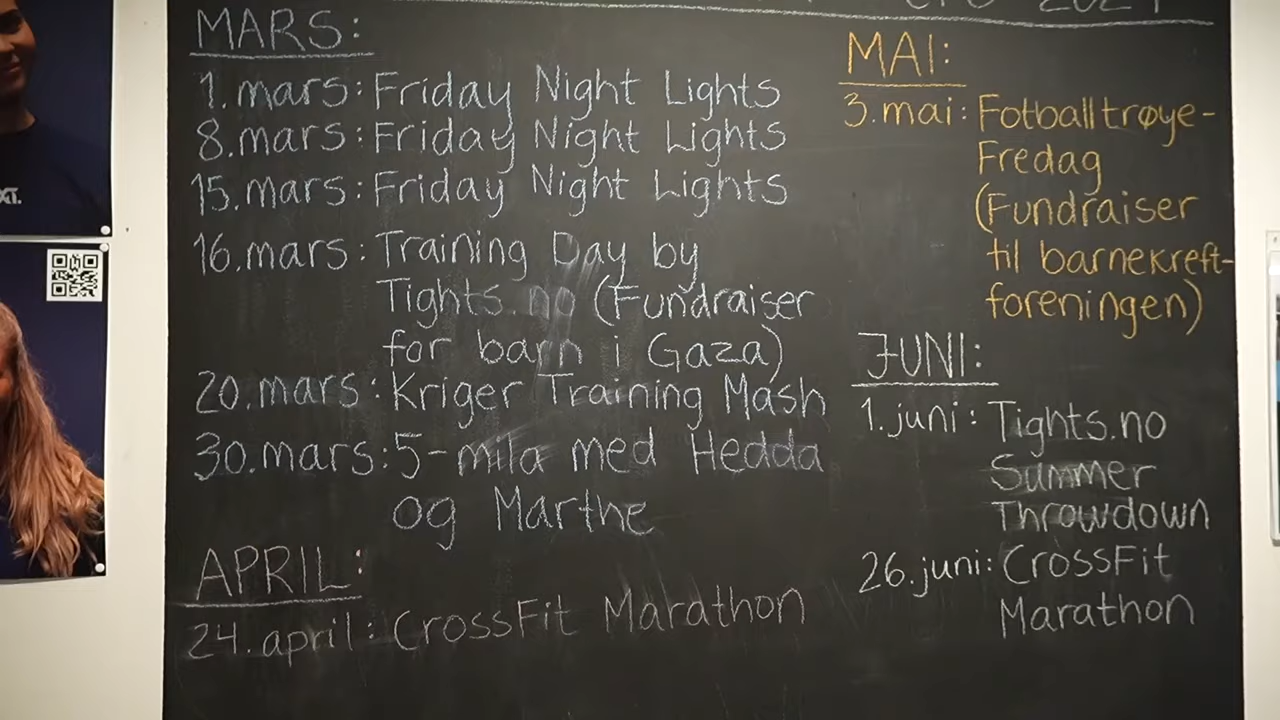 2024
MARS:
1.mars: Friday Night Lights
8.mars: Friday Night Lights
15.mars: Friday Night Lights
16.mars: Training Day by
Tights.no (Fundraiser
for barn i Gaza)
20.mars: Kriger Training Mash
30.mars: 5-mila med Hedda
og Marthe
APRIL:
24.april: CrossFit Marathon
MAI:
3.mai: Fotballtrøye-
Fredag
(Fundraiser
til barnekreft-
foreningen)
JUNI:
1.juni: Tights.no
Summer
Throwdown
26.juni: CrossFit
Marathon